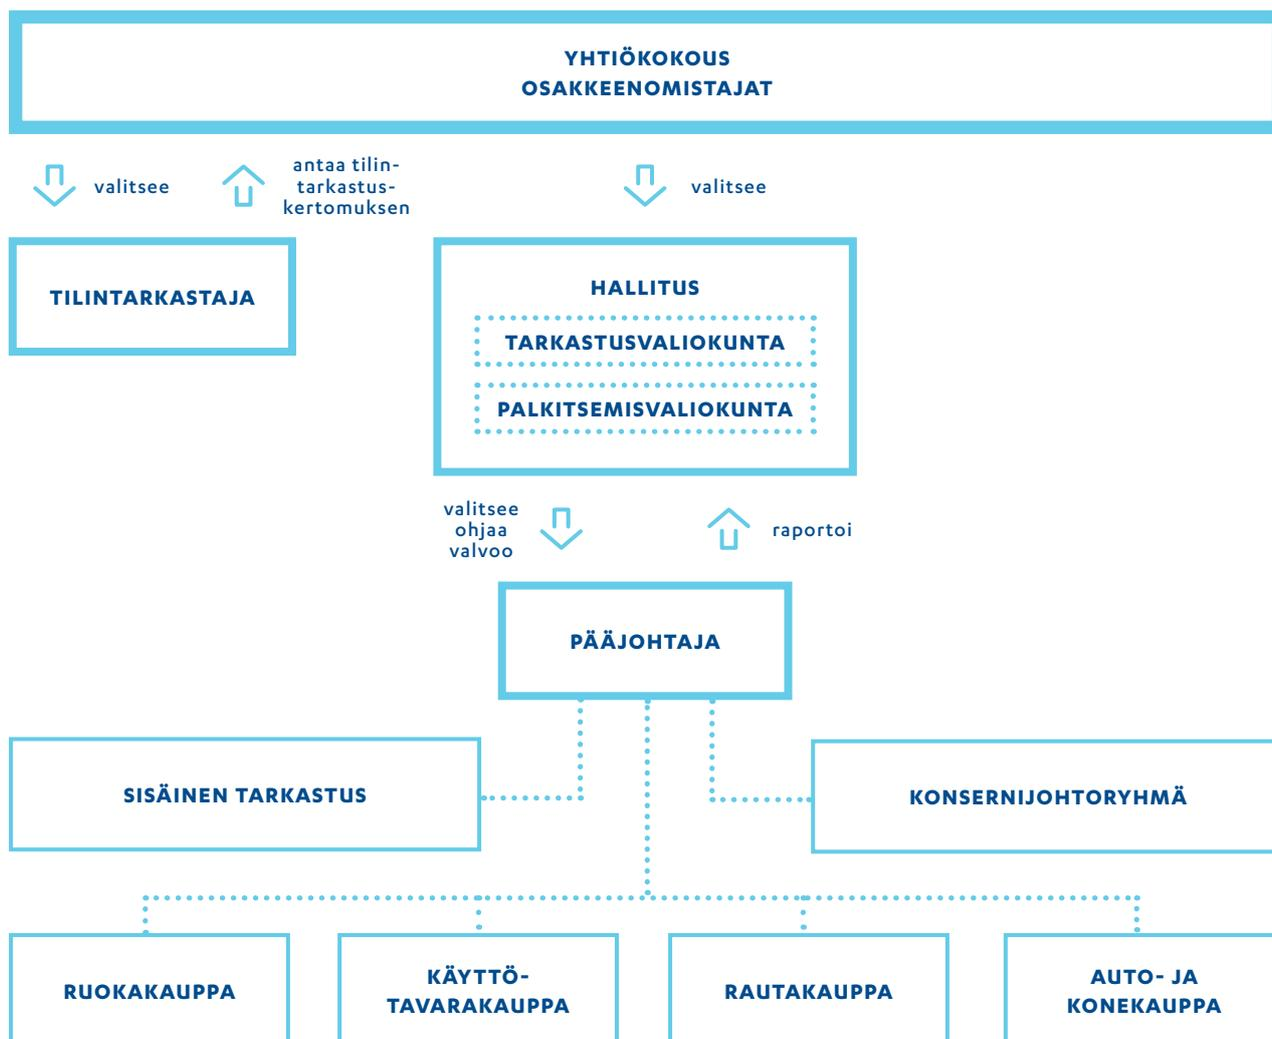 YHTIÖKOKOUS
OSAKKEENOMISTAJAT
valitsee
antaa tilin-
tarkastus-
kertomuksen
valitsee
TILINTARKASTAJA
HALLITUS
TARKASTUSVALIOKUNTA
PALKITSEMISVALIOKUNTA
valitsee
ohjaa
valvoo
raportoi
PÄÄJOHTAJA
SISÄINEN TARKASTUS
KONSERNIJOHTORYHMÄ
RUOKAKAUPPA
KÄYTTÖ-
TAVARAKAUPPA
RAUTAKAUPPA
AUTO- JA
KONEKAUPPA